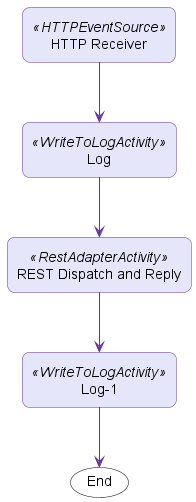 «HTTPEventSource»
HTTP Receiver
«WriteToLogActivity»
Log
«RestAdapterActivity»
REST Dispatch and Reply
«WriteToLogActivity»
Log-1
End